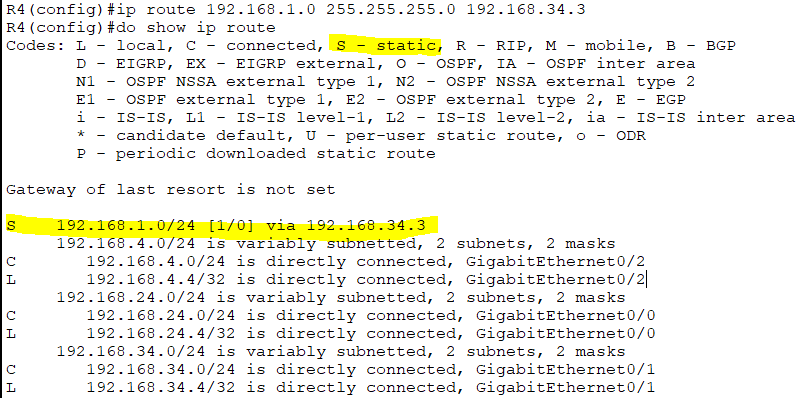 R4(config)#ip route 192.168.1.0 255.255.255.0 192.168.34.3
R4(config)#do show ip route
Codes: L - local, C - connected, S - static, R - RIP, M - mobile, B - BGP
D - EIGRP, EX - EIGRP external, O - OSPF, IA - OSPF inter area
N1 - OSPF NSSA external type 1, N2 - OSPF NSSA external type 2
E1 - OSPF external type 1, E2 - OSPF external type 2, E - EGP
i - IS-IS, L1 - IS-IS level-1, L2 - IS-IS level-2, ia - IS-IS inter area
* - candidate default, U - per-user static route, o - ODR
P - periodic downloaded static route
Gateway of last resort is not set
S 192.168.1.0/24 [1/0] via 192.168.34.3
192.168.4.0/24 is variably subnetted, 2 subnets, 2 masks
C 192.168.4.0/24 is directly connected, GigabitEthernet0/2
L 192.168.4.4/32 is directly connected, GigabitEthernet0/2
192.168.24.0/24 is variably subnetted, 2 subnets, 2 masks
C 192.168.24.0/24 is directly connected, GigabitEthernet0/0
L 192.168.24.4/32 is directly connected, GigabitEthernet0/0
192.168.34.0/24 is variably subnetted, 2 subnets, 2 masks
C 192.168.34.0/24 is directly connected, GigabitEthernet0/1
L 192.168.34.4/32 is directly connected, GigabitEthernet0/1